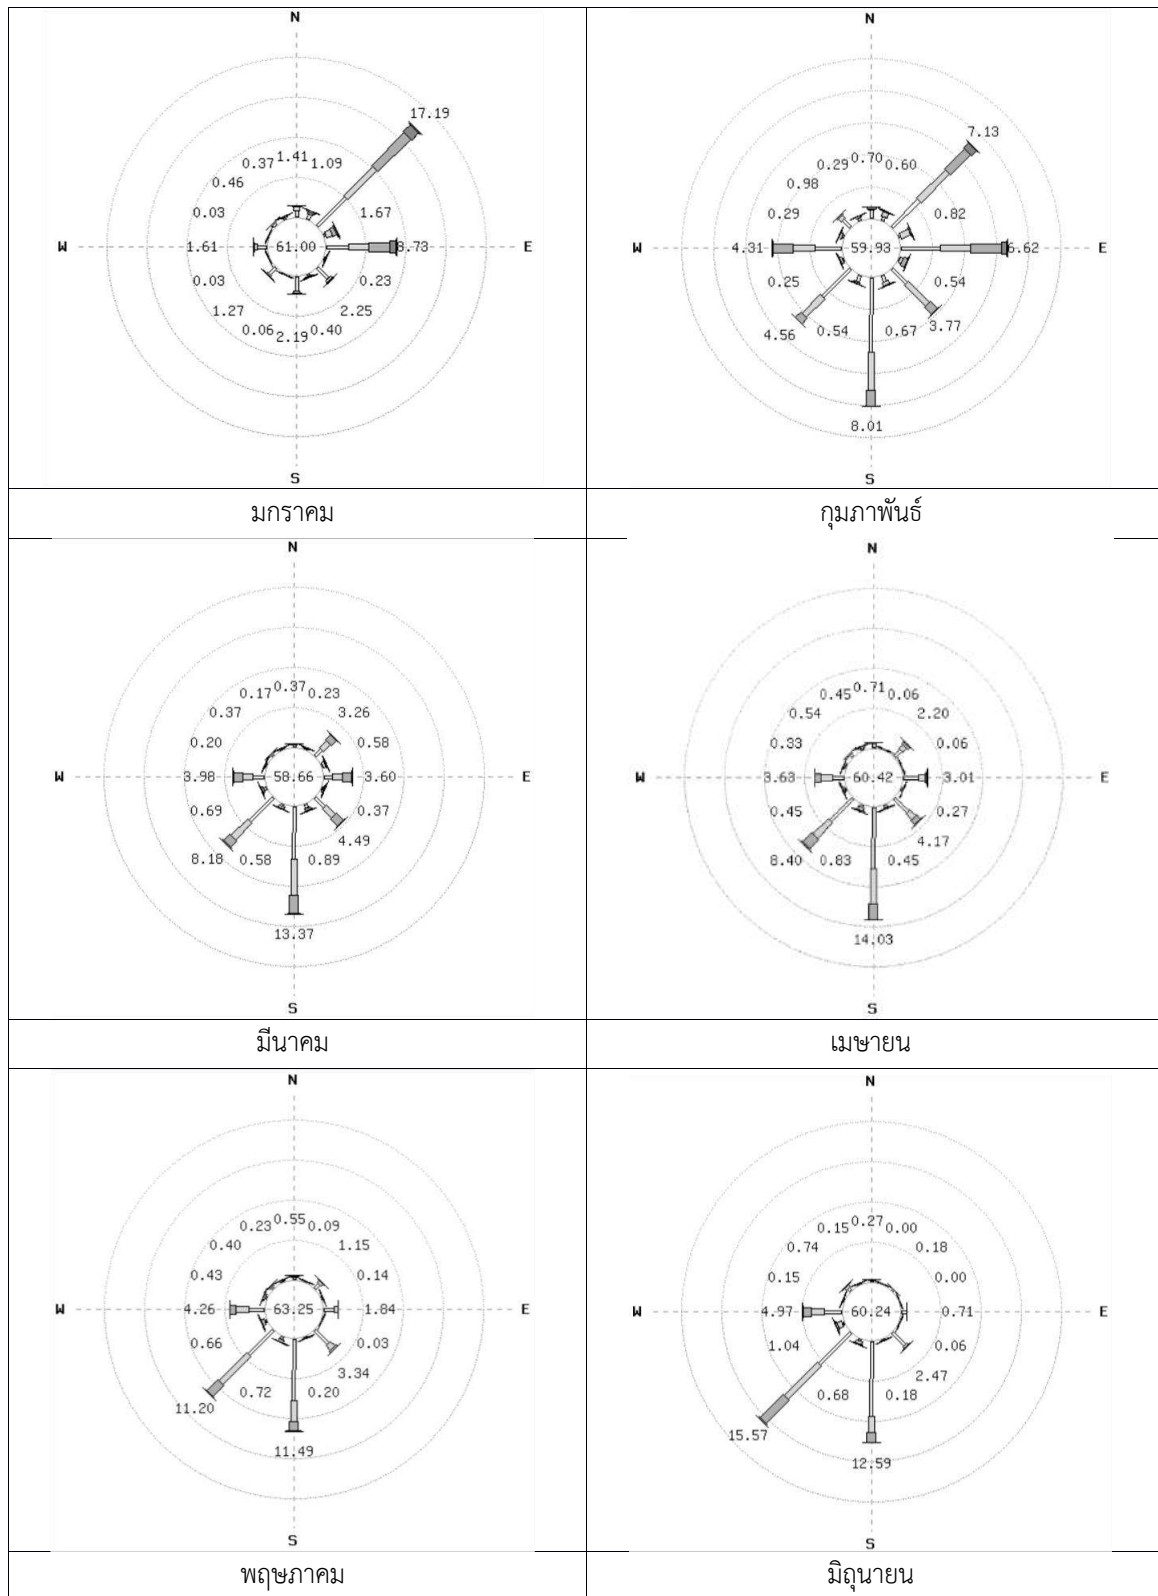 N
17.19
0.37 1.41 1.09
0.46
0.03 1.67
W 1.61 61.00 8.73 E
0.03 0.23
1.27 2.25
0.06 2.19 0.40
S
มกราคม
N
7.13
0.29 0.70 0.60
0.98
0.29 0.82
W 4.31 59.93 6.62 E
0.25 0.54
4.56 0.54 0.67 3.77
8.01
S
กุมภาพันธ์
N
0.17 0.37 0.23
0.37 3.26
0.20 0.58
W 3.98 58.66 3.60 E
0.69 0.37
4.49
8.18 0.58 0.89
13.37
S
มีนาคม
N
0.45 0.71 0.06
0.54 2.20
0.33 0.06
W 3.63 60.42 3.01 E
0.45 0.27
4.17
8.40 0.83 0.45
14.03
S
เมษายน
N
0.23 0.55 0.09
0.40 1.15
0.43 0.14
W 4.26 63.25 1.84 E
0.66 0.03
3.34
11.20 0.72 0.20
11.49
S
พฤษภาคม
N
0.15 0.27 0.00
0.74 0.18
0.15 0.00
W 4.97 60.24 0.71 E
1.04 0.06
2.47
0.68 0.18
15.57
12.59
S
มิถุนายน